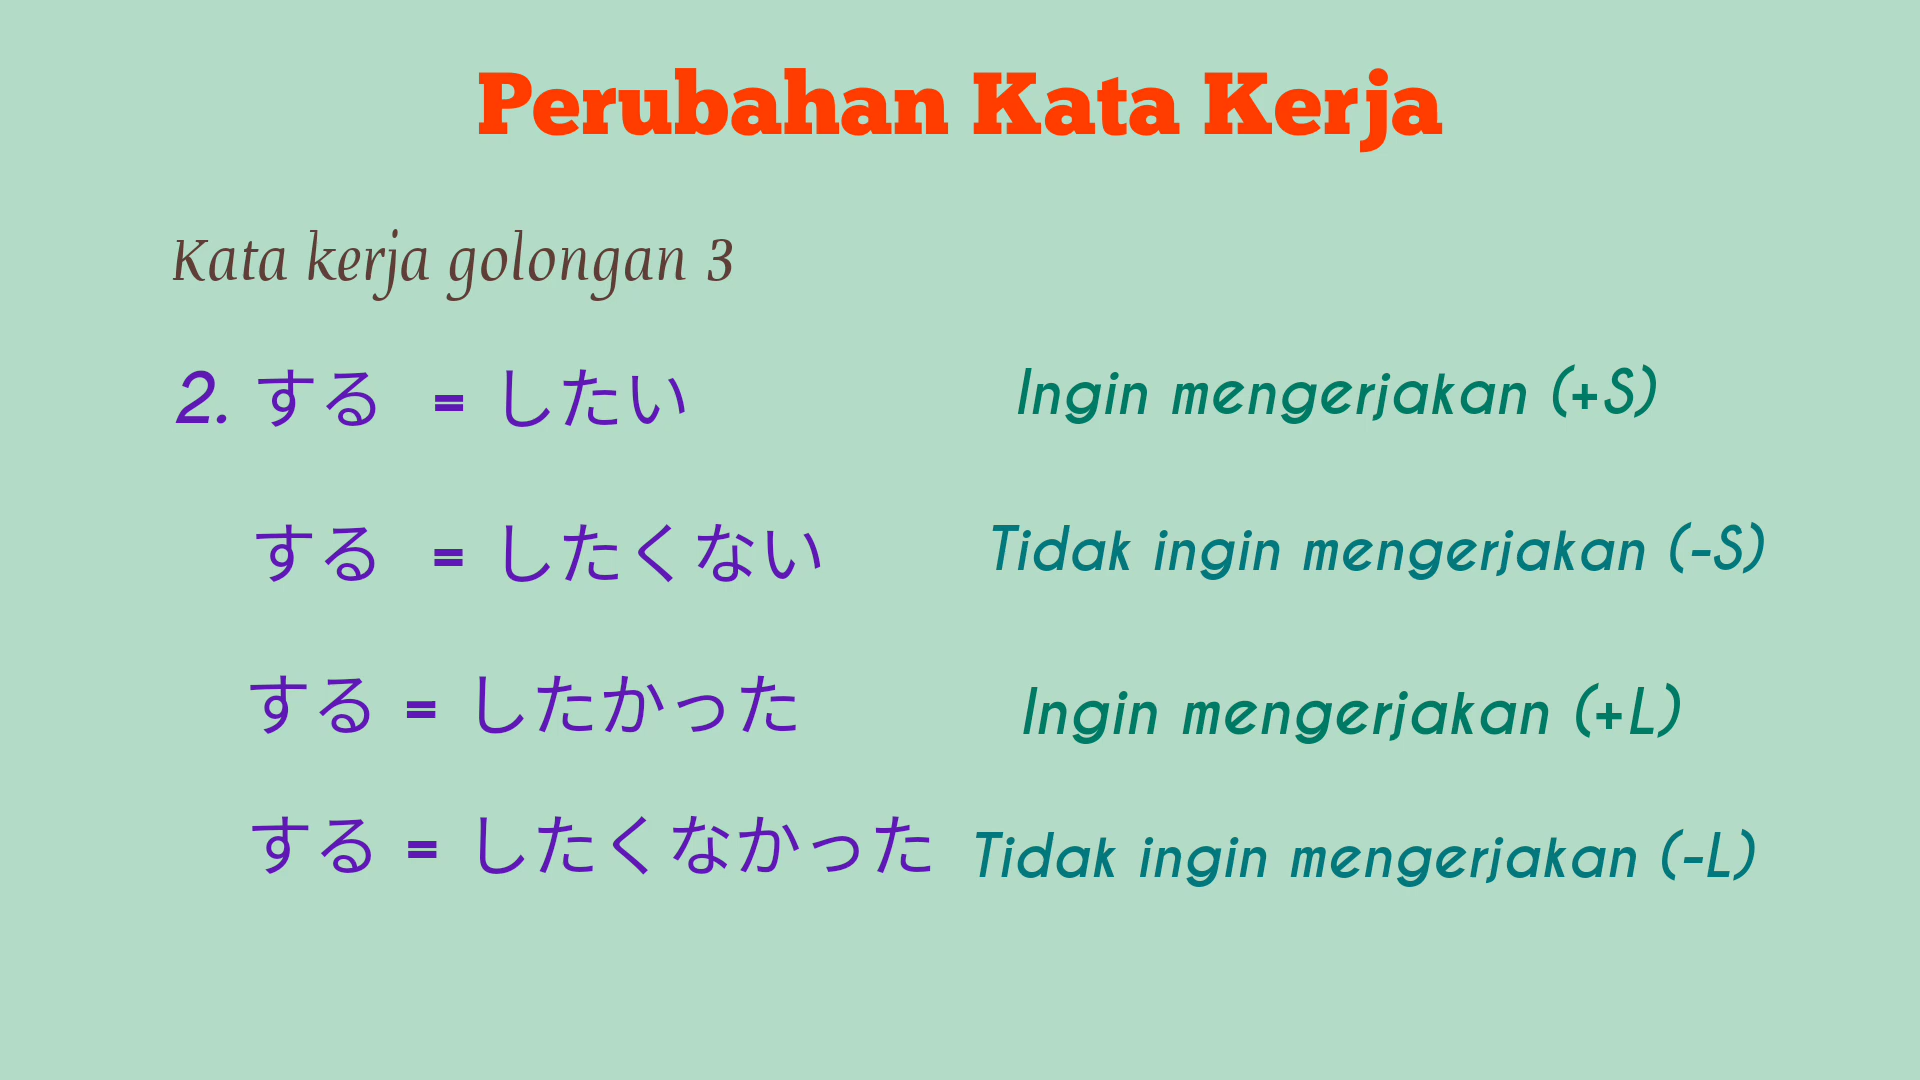 Perubahan Kata Kerja
Kata kerja golongan 3
2. する = したい Ingin mengerjakan (+S)
する = したくない Tidak ingin mengerjakan (-S)
する = したかった Ingin mengerjakan (+L)
する = したくなかった Tidak ingin mengerjakan (-L)